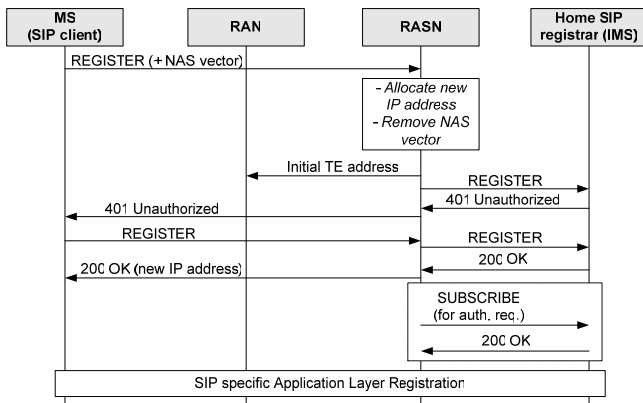 MS
(SIP client)
RAN
RASN
Home SIP
registrar (IMS)
REGISTER (+ NAS vector)
- Allocate new
IP address
- Remove NAS
vector
Initial TE address
REGISTER
401 Unauthorized
401 Unauthorized
REGISTER
REGISTER
200 OK
200 OK (new IP address)
SUBSCRIBE
(for auth. req.)
200 OK
SIP specific Application Layer Registration